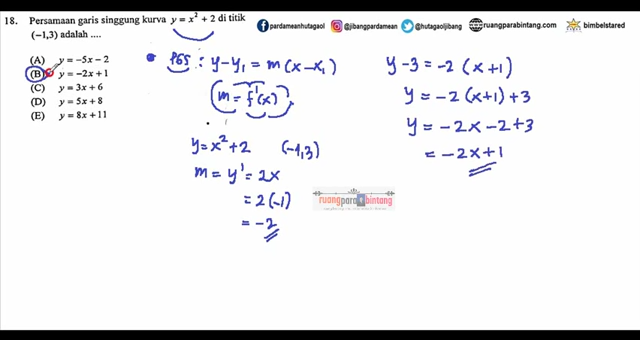 18. Persamaan garis singgung kurva y = x² + 2 di titik
(−1,3) adalah ....
(A) y = −5x − 2
(B) y = −2x + 1
(C) y = 3x + 6
(D) y = 5x + 8
(E) y = 8x + 11
pardameanhutagaol @jibangpardamean @hutagaoljibang www.ruangparabintang.com bimbelstared
PGS : y − y₁ = m(x − x₁)
(m = f'(x))
y = x² + 2 (−1,3)
m = y' = 2x
= 2(−1)
= −2
ruangparabintang
y − 3 = −2(x+1)
y = −2(x+1) + 3
y = −2x − 2 + 3
= −2x + 1